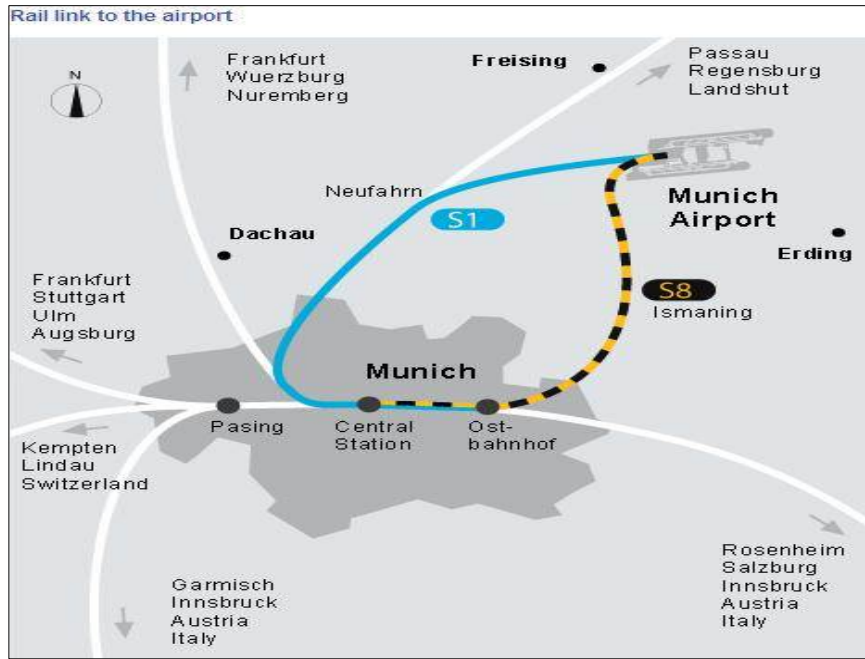 Rail link to the airport
N
Frankfurt
Wuerzburg
Nuremberg
Freising
Passau
Regensburg
Landshut
Neufahrn
S1
Munich
Airport
Dachau
Erding
Frankfurt
Stuttgart
Ulm
Augsburg
S8
Ismaning
Munich
Pasing
Central
Station
Ost-
bahnhof
Kempten
Lindau
Switzerland
Garmisch
Innsbruck
Austria
Italy
Rosenheim
Salzburg
Innsbruck
Austria
Italy